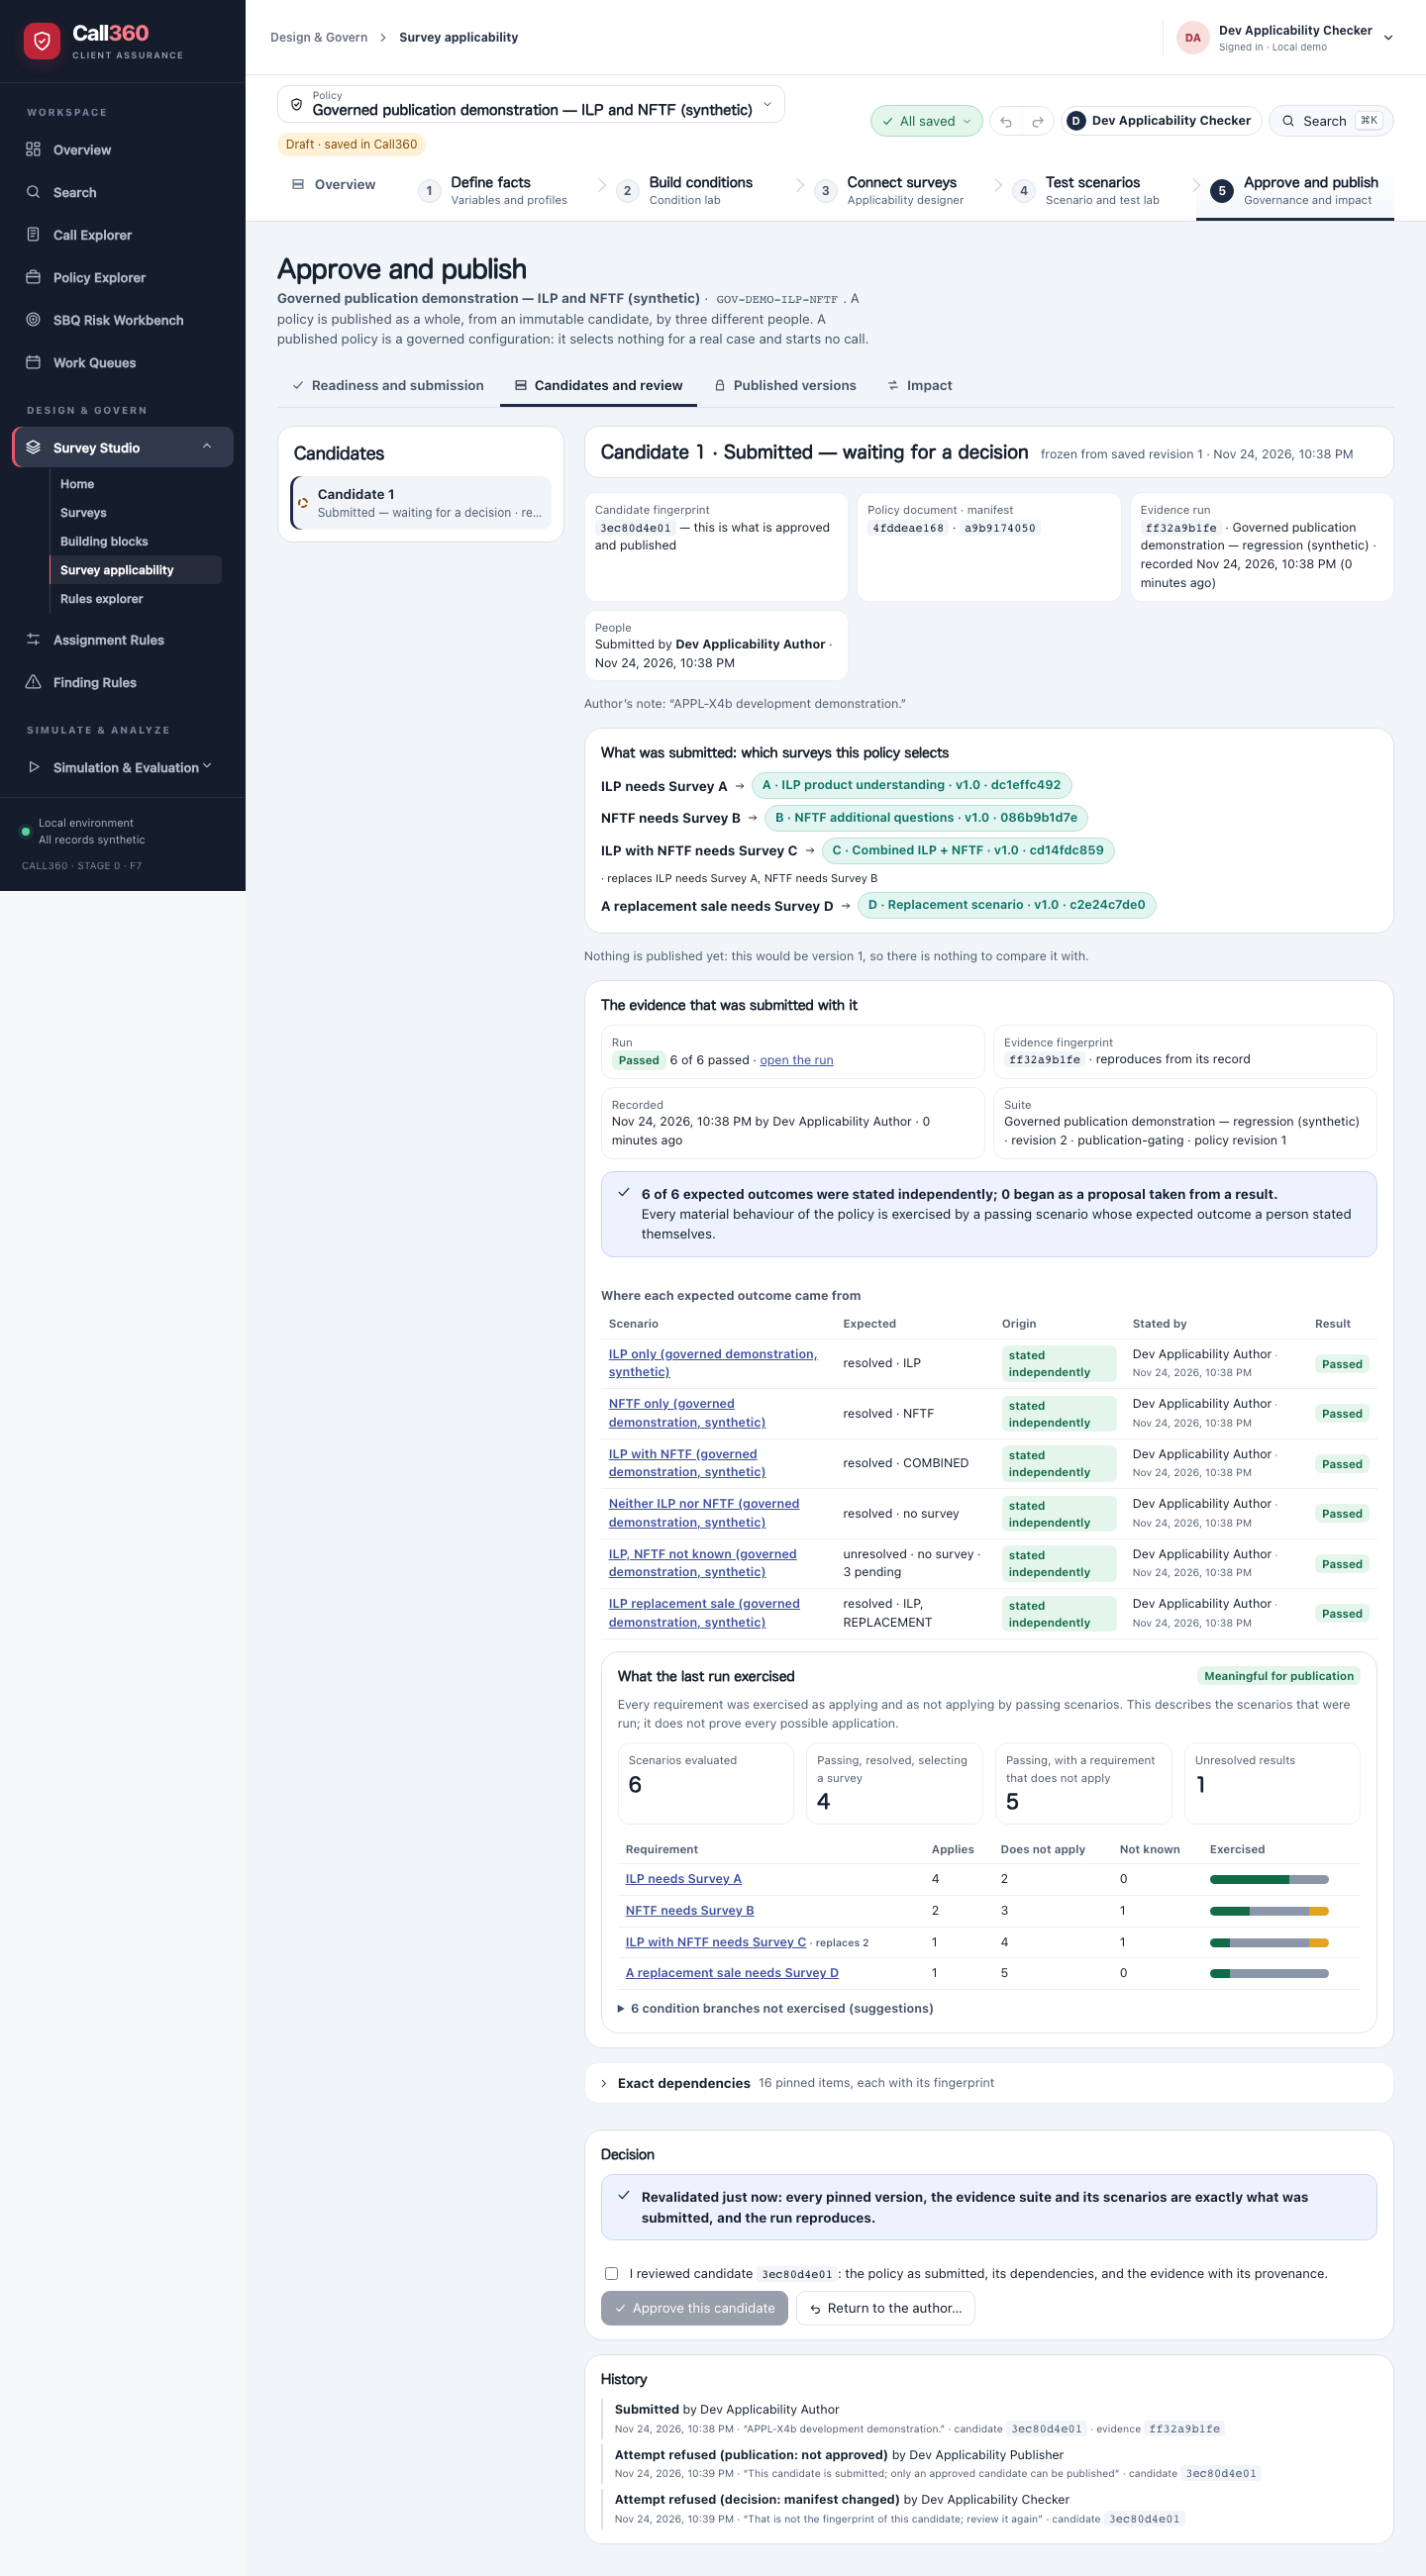 Call360
CLIENT ASSURANCE
WORKSPACE
Overview
Search
Call Explorer
Policy Explorer
SBQ Risk Workbench
Work Queues
DESIGN & GOVERN
Survey Studio
Home
Surveys
Building blocks
Survey applicability
Rules explorer
Assignment Rules
Finding Rules
SIMULATE & ANALYZE
Simulation & Evaluation
Local environment
All records synthetic
CALL360 · STAGE 0 · F7
Design & Govern > Survey applicability
DA
Dev Applicability Checker
Signed in · Local demo
Policy
Governed publication demonstration — ILP and NFTF (synthetic)
Draft · saved in Call360
All saved
D Dev Applicability Checker
Search ⌘K
Overview
1 Define facts
Variables and profiles
2 Build conditions
Condition lab
3 Connect surveys
Applicability designer
4 Test scenarios
Scenario and test lab
5 Approve and publish
Governance and impact
Approve and publish
Governed publication demonstration — ILP and NFTF (synthetic) · GOV-DEMO-ILP-NFTF . A
policy is published as a whole, from an immutable candidate, by three different people. A
published policy is a governed configuration: it selects nothing for a real case and starts no call.
Readiness and submission
Candidates and review
Published versions
Impact
Candidates
Candidate 1
Submitted — waiting for a decision · re...
Candidate 1 · Submitted — waiting for a decision frozen from saved revision 1 · Nov 24, 2026, 10:38 PM
Candidate fingerprint
3ec80d4e01 — this is what is approved
and published
Policy document · manifest
4fddeae168 · a9b9174050
Evidence run
ff32a9b1fe · Governed publication
demonstration — regression (synthetic) ·
recorded Nov 24, 2026, 10:38 PM (0
minutes ago)
People
Submitted by Dev Applicability Author ·
Nov 24, 2026, 10:38 PM
Author's note: “APPL-X4b development demonstration.”
What was submitted: which surveys this policy selects
ILP needs Survey A → A · ILP product understanding · v1.0 · dc1effc492
NFTF needs Survey B → B · NFTF additional questions · v1.0 · 086b9b1d7e
ILP with NFTF needs Survey C → C · Combined ILP + NFTF · v1.0 · cd14fdc859
· replaces ILP needs Survey A, NFTF needs Survey B
A replacement sale needs Survey D → D · Replacement scenario · v1.0 · c2e24c7de0
Nothing is published yet: this would be version 1, so there is nothing to compare it with.
The evidence that was submitted with it
Run
Passed 6 of 6 passed · open the run
Evidence fingerprint
ff32a9b1fe · reproduces from its record
Recorded
Nov 24, 2026, 10:38 PM by Dev Applicability Author · 0
minutes ago
Suite
Governed publication demonstration — regression (synthetic)
· revision 2 · publication-gating · policy revision 1
6 of 6 expected outcomes were stated independently; 0 began as a proposal taken from a result.
Every material behaviour of the policy is exercised by a passing scenario whose expected outcome a person stated
themselves.
Where each expected outcome came from
Scenario Expected Origin Stated by Result
ILP only (governed demonstration,
synthetic)
resolved · ILP
stated
independently
Dev Applicability Author ·
Nov 24, 2026, 10:38 PM
Passed
NFTF only (governed
demonstration, synthetic)
resolved · NFTF
stated
independently
Dev Applicability Author ·
Nov 24, 2026, 10:38 PM
Passed
ILP with NFTF (governed
demonstration, synthetic)
resolved · COMBINED
stated
independently
Dev Applicability Author ·
Nov 24, 2026, 10:38 PM
Passed
Neither ILP nor NFTF (governed
demonstration, synthetic)
resolved · no survey
stated
independently
Dev Applicability Author ·
Nov 24, 2026, 10:38 PM
Passed
ILP, NFTF not known (governed
demonstration, synthetic)
unresolved · no survey ·
3 pending
stated
independently
Dev Applicability Author ·
Nov 24, 2026, 10:38 PM
Passed
ILP replacement sale (governed
demonstration, synthetic)
resolved · ILP,
REPLACEMENT
stated
independently
Dev Applicability Author ·
Nov 24, 2026, 10:38 PM
Passed
What the last run exercised
Meaningful for publication
Every requirement was exercised as applying and as not applying by passing scenarios. This describes the scenarios that were
run; it does not prove every possible application.
Scenarios evaluated
6
Passing, resolved, selecting
a survey
4
Passing, with a requirement
that does not apply
5
Unresolved results
1
Requirement Applies Does not apply Not known Exercised
ILP needs Survey A 4 2 0
NFTF needs Survey B 2 3 1
ILP with NFTF needs Survey C · replaces 2 1 4 1
A replacement sale needs Survey D 1 5 0
6 condition branches not exercised (suggestions)
Exact dependencies 16 pinned items, each with its fingerprint
Decision
Revalidated just now: every pinned version, the evidence suite and its scenarios are exactly what was
submitted, and the run reproduces.
I reviewed candidate 3ec80d4e01 : the policy as submitted, its dependencies, and the evidence with its provenance.
Approve this candidate
Return to the author...
History
Submitted by Dev Applicability Author
Nov 24, 2026, 10:38 PM · “APPL-X4b development demonstration.” · candidate 3ec80d4e01 · evidence ff32a9b1fe
Attempt refused (publication: not approved) by Dev Applicability Publisher
Nov 24, 2026, 10:39 PM · “This candidate is submitted; only an approved candidate can be published” · candidate 3ec80d4e01
Attempt refused (decision: manifest changed) by Dev Applicability Checker
Nov 24, 2026, 10:39 PM · “That is not the fingerprint of this candidate; review it again” · candidate 3ec80d4e01